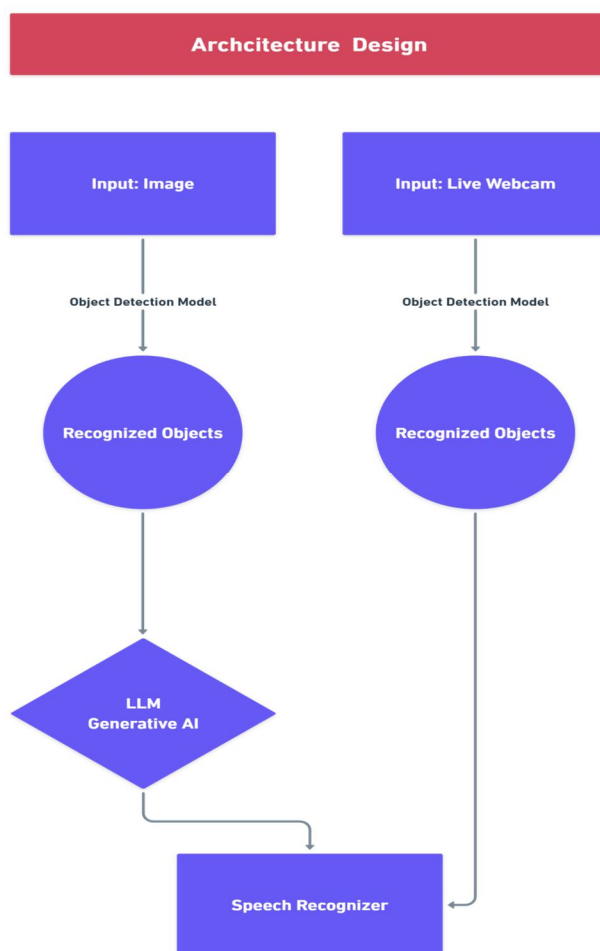 Archcitecture Design
Input: Image
Input: Live Webcam
Object Detection Model
Object Detection Model
Recognized Objects
Recognized Objects
LLM
Generative AI
Speech Recognizer